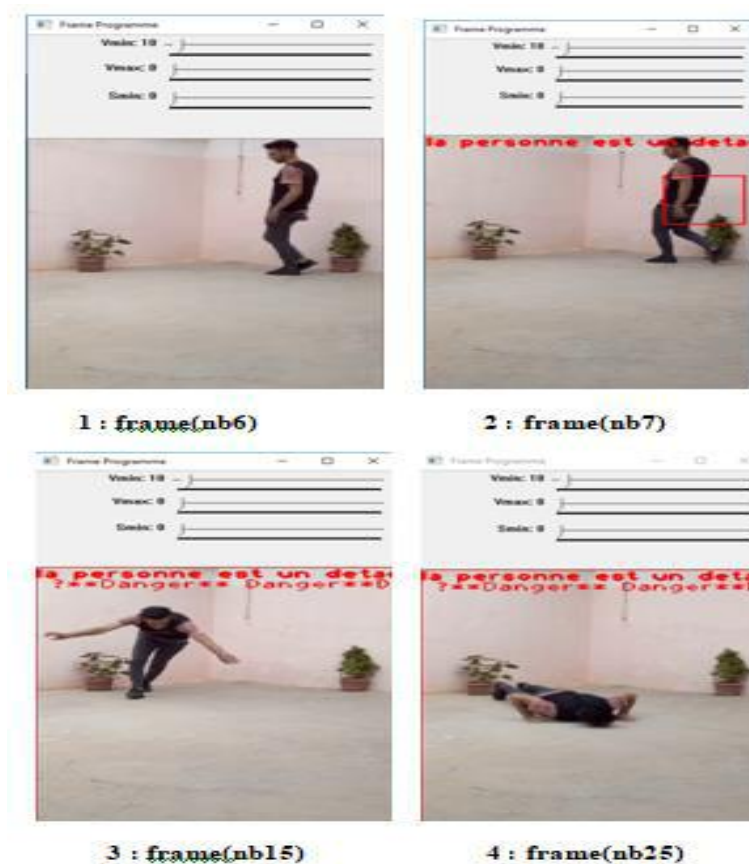 Frame Programme
Vmin: 10
Vmax: 0
Smin: 0
1 : frame(nb6)
Frame Programme
Vmin: 10
Vmax: 0
Smin: 0
la personne est un deta
2 : frame(nb7)
Frame Programme
Vmin: 10
Vmax: 0
Smin: 0
la personne est un deta
?**Danger** Danger**D
3 : frame(nb15)
Frame Programme
Vmin: 10
Vmax: 0
Smin: 0
la personne est un deta
?**Danger** Danger**
4 : frame(nb25)